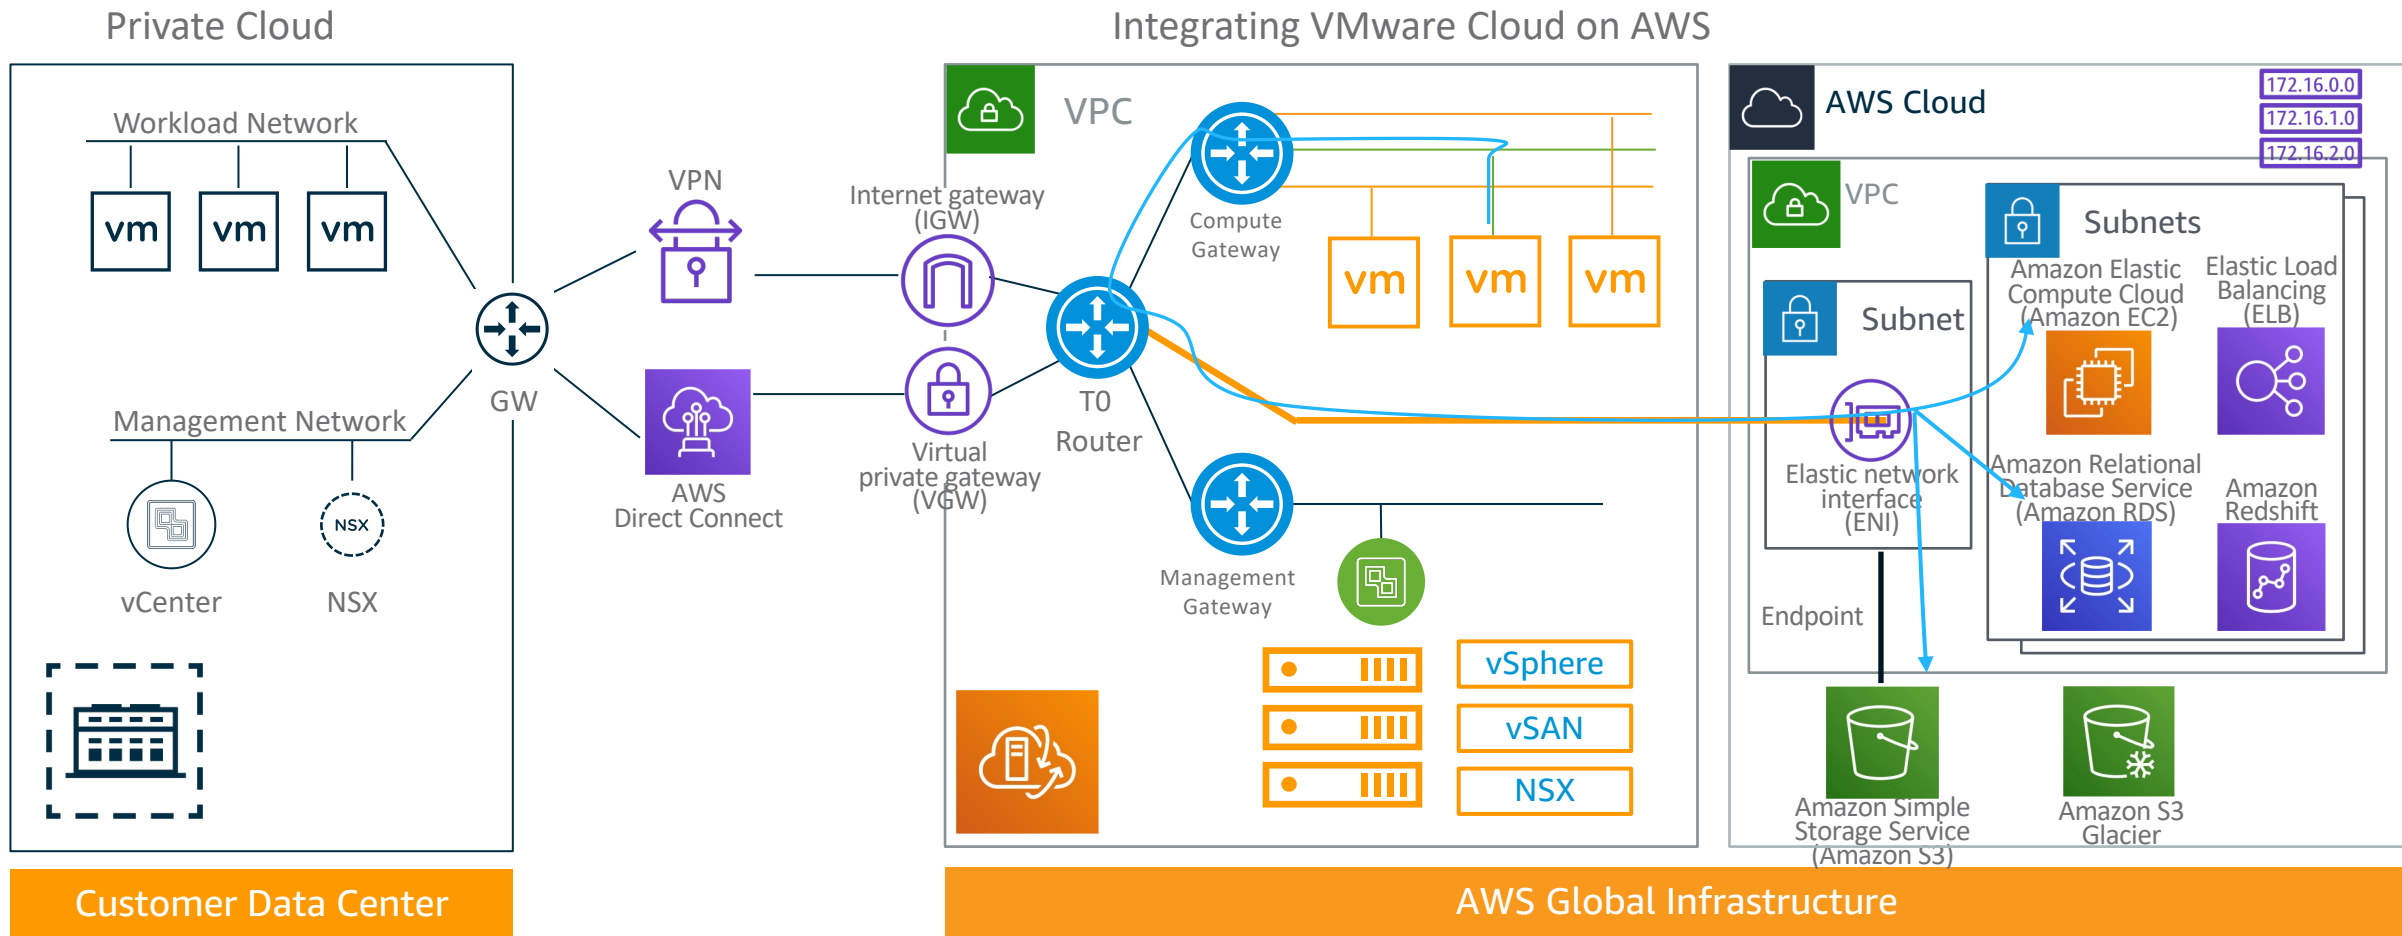 Private Cloud
Integrating VMware Cloud on AWS
Workload Network
vm
vm
vm
GW
Management Network
vCenter
NSX
NSX
Customer Data Center
VPN
AWS
Direct Connect
Internet gateway
(IGW)
Virtual
private gateway
(VGW)
VPC
T0
Router
Compute
Gateway
vm
vm
vm
Management
Gateway
vSphere
vSAN
NSX
AWS Cloud
172.16.0.0
172.16.1.0
172.16.2.0
VPC
Subnet
Elastic network
interface
(ENI)
Endpoint
Subnets
Amazon Elastic
Compute Cloud
(Amazon EC2)
Elastic Load
Balancing
(ELB)
Amazon Relational
Database Service
(Amazon RDS)
Amazon
Redshift
Amazon Simple
Storage Service
(Amazon S3)
Amazon S3
Glacier
AWS Global Infrastructure